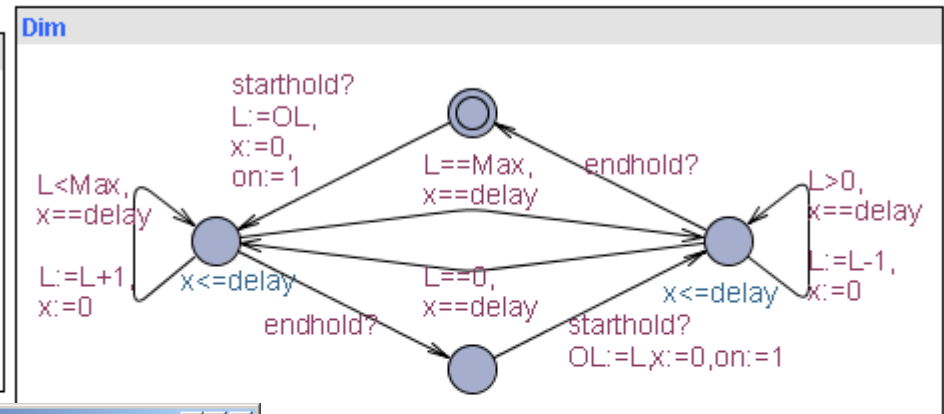 Dim
starthold?
L:=OL,
x:=0,
on:=1
L==Max,
x==delay
endhold?
L<Max,
x==delay
L:=L+1,
x:=0
x<=delay
L>0,
x==delay
L:=L-1,
x:=0
x<=delay
L==0,
x==delay
endhold?
starthold?
OL:=L,x:=0,on:=1